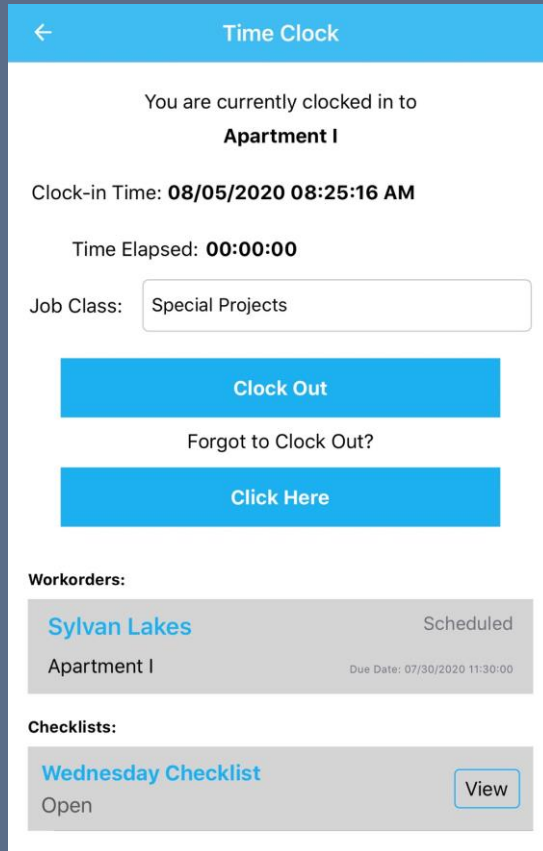 Time Clock
You are currently clocked in to
Apartment I
Clock-in Time: 08/05/2020 08:25:16 AM
Time Elapsed: 00:00:00
Job Class: Special Projects
Clock Out
Forgot to Clock Out?
Click Here
Workorders:
Sylvan Lakes Scheduled
Apartment I Due Date: 07/30/2020 11:30:00
Checklists:
Wednesday Checklist
Open View